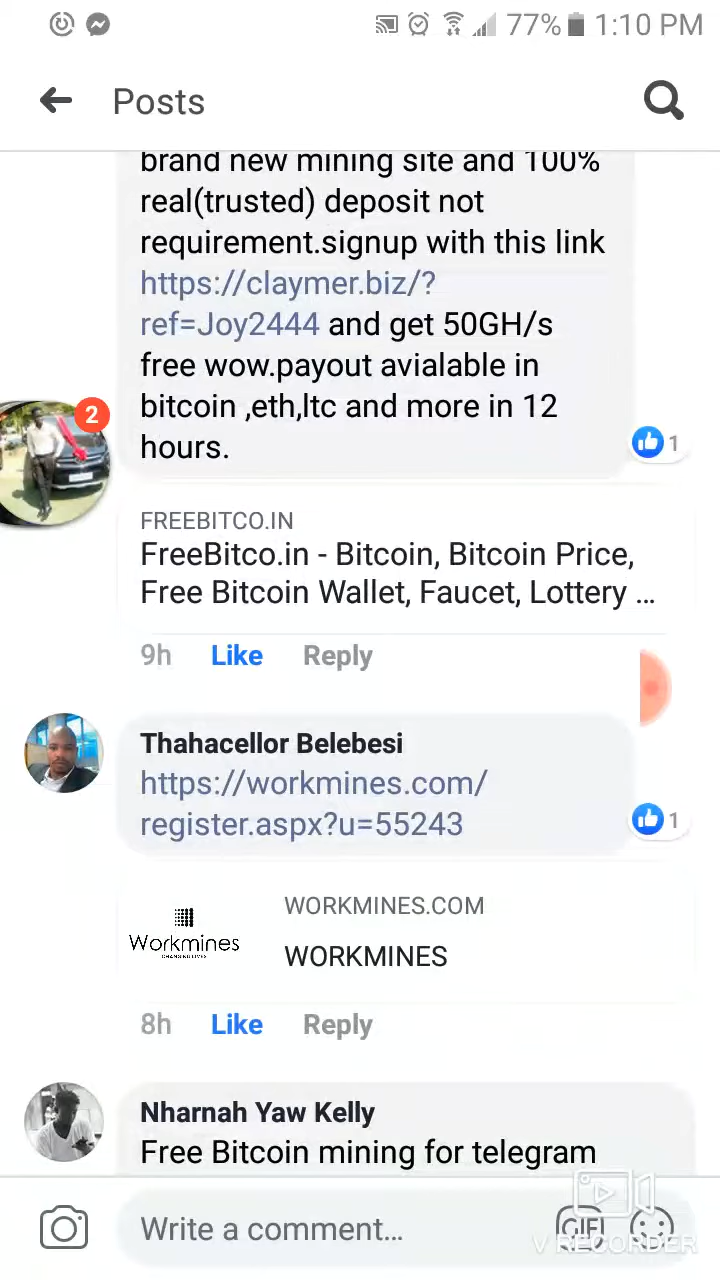 77% 1:10 PM
Posts
brand new mining site and 100%
real(trusted) deposit not
requirement.signup with this link
https://claymer.biz/?
ref=Joy2444 and get 50GH/s
free wow.payout avialable in
bitcoin ,eth,ltc and more in 12
hours.
2
1
FREEBITCO.IN
FreeBitco.in - Bitcoin, Bitcoin Price,
Free Bitcoin Wallet, Faucet, Lottery ...
9h Like Reply
Thahacellor Belebesi
https://workmines.com/
register.aspx?u=55243
1
WORKMINES.COM
Workmines
CHANGING LIVES
WORKMINES
8h Like Reply
Nharnah Yaw Kelly
Free Bitcoin mining for telegram
Write a comment...
GIF
V RECORDER